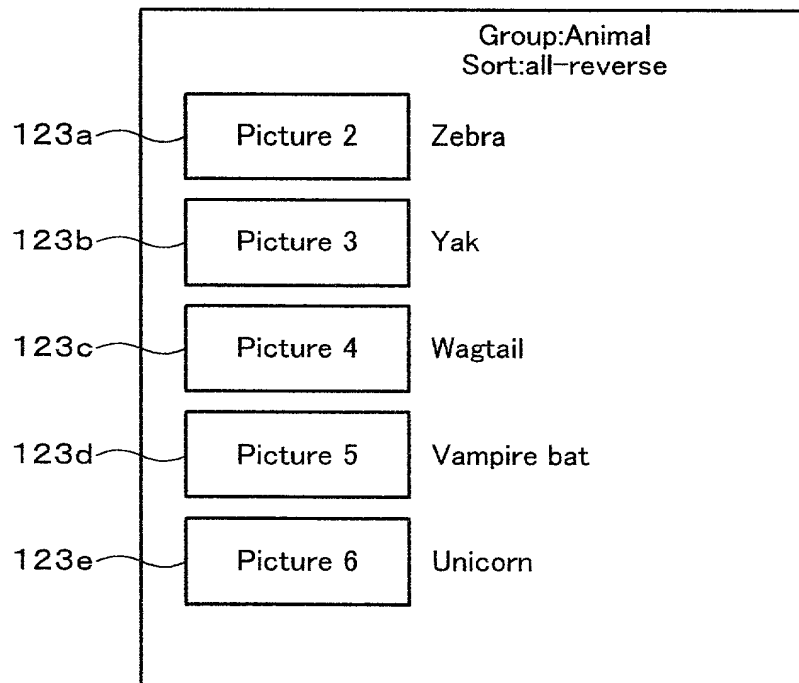 Group:Animal
Sort:all-reverse
123a Picture 2 Zebra
123b Picture 3 Yak
123c Picture 4 Wagtail
123d Picture 5 Vampire bat
123e Picture 6 Unicorn